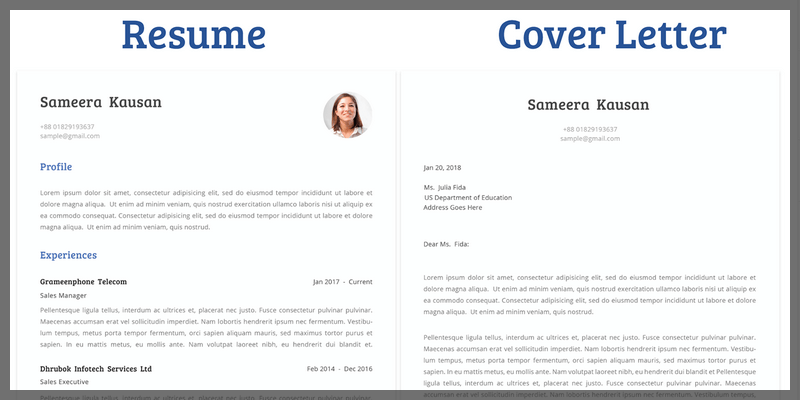 Resume
Sameera Kausan
+88 01829193637
sample@gmail.com
Profile
Lorem ipsum dolor sit amet, consectetur adipisicing elit, sed do eiusmod tempor incididunt ut labore et
dolore magna aliqua. Ut enim ad minim veniam, quis nostrud exercitation ullamco laboris nisi ut aliquip ex
ea commodo consequat. Consectetur adipisicing elit, sed do eiusmod tempor incididunt ut labore et dolore
magna aliqua. Ut enim ad minim veniam, quis nostrud.
Experiences
Grameenphone Telecom Jan 2017 - Current
Sales Manager
Pellentesque ligula tellus, interdum ac ultrices et, placerat nec justo. Fusce consectetur pulvinar pulvinar.
Maecenas accumsan erat vel sollicitudin imperdiet. Nam lobortis hendrerit ipsum nec fermentum. Vestibu-
lum tempus, metus porta tempor fermentum, orci sapien aliquam mauris, sed maximus tortor purus et
sapien. In eu mattis metus, eu mollis ante. Nam volutpat laoreet nibh, eu hendrerit est.
Dhrubok Infotech Services Ltd Feb 2014 - Dec 2016
Sales Executive
Cover Letter
Sameera Kausan
+88 01829193637
sample@gmail.com
Jan 20, 2018
Ms. Julia Fida
US Department of Education
Address Goes Here
Dear Ms. Fida:
Lorem ipsum dolor sit amet, consectetur adipisicing elit, sed do eiusmod tempor incididunt ut labore et
dolore magna aliqua. Ut enim ad minim veniam, quis nostrud exercitation ullamco laboris nisi ut aliquip ex
ea commodo consequat. Consectetur adipisicing elit, sed do eiusmod tempor incididunt ut labore et dolore
magna aliqua. Ut enim ad minim veniam, quis nostrud.
Pellentesque ligula tellus, interdum ac ultrices et, placerat nec justo. Fusce consectetur pulvinar pulvinar.
Maecenas accumsan erat vel sollicitudin imperdiet. Nam lobortis hendrerit ipsum nec fermentum. Vestibu-
lum tempus, metus porta tempor fermentum, orci sapien aliquam mauris, sed maximus tortor purus et
sapien. In eu mattis metus, eu mollis ante. Nam volutpat laoreet nibh, eu hendrerit est
ligula tellus, interdum ac ultrices et, placerat nec justo. Fusce consectetur pulvinar pulvinar. Maecenas